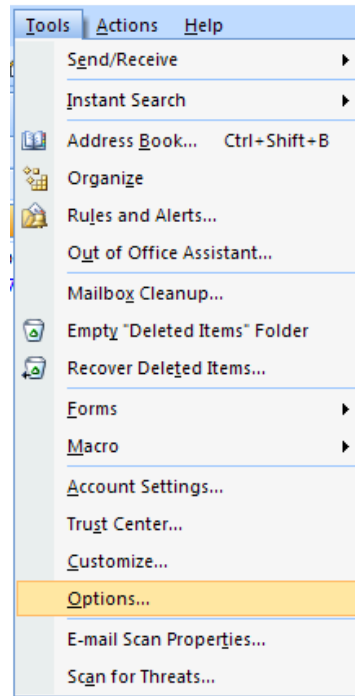 Tools Actions Help
Send/Receive
Instant Search
Address Book... Ctrl+Shift+B
Organize
Rules and Alerts...
Out of Office Assistant...
Mailbox Cleanup...
Empty "Deleted Items" Folder
Recover Deleted Items...
Forms
Macro
Account Settings...
Trust Center...
Customize...
Options...
E-mail Scan Properties...
Scan for Threats...